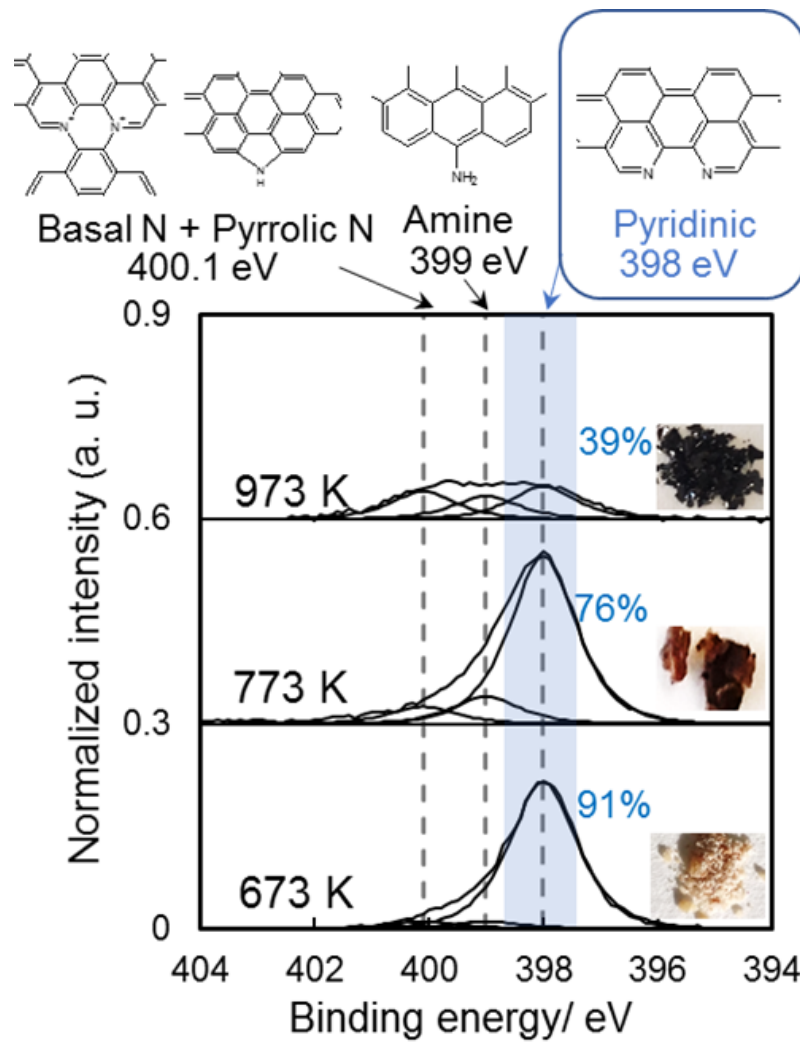 N⁺ N⁺
N
H
NH₂
N N
Basal N + Pyrrolic N
400.1 eV
Amine
399 eV
Pyridinic
398 eV
Normalized intensity (a. u.)
0.9
0.6
0.3
0
973 K
39%
773 K
76%
673 K
91%
404 402 400 398 396 394
Binding energy/ eV